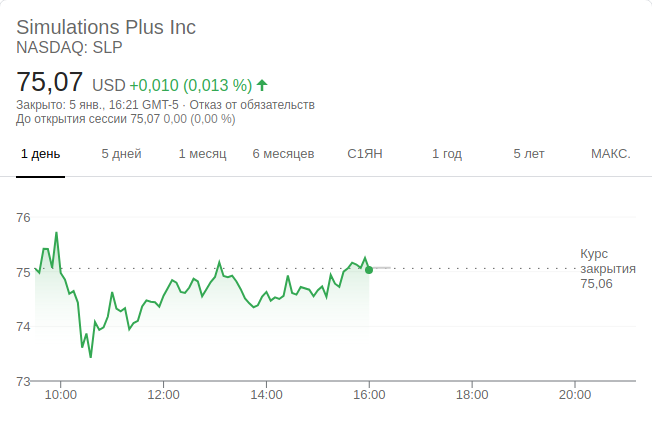 Simulations Plus Inc
NASDAQ: SLP
75,07 USD +0,010 (0,013 %)
Закрыто: 5 янв., 16:21 GMT-5 · Отказ от обязательств
До открытия сессии 75,07 0,00 (0,00 %)
1 день 5 дней 1 месяц 6 месяцев С1ЯН 1 год 5 лет МАКС.
76
75
74
73
Курс
закрытия
75,06
10:00 12:00 14:00 16:00 18:00 20:00